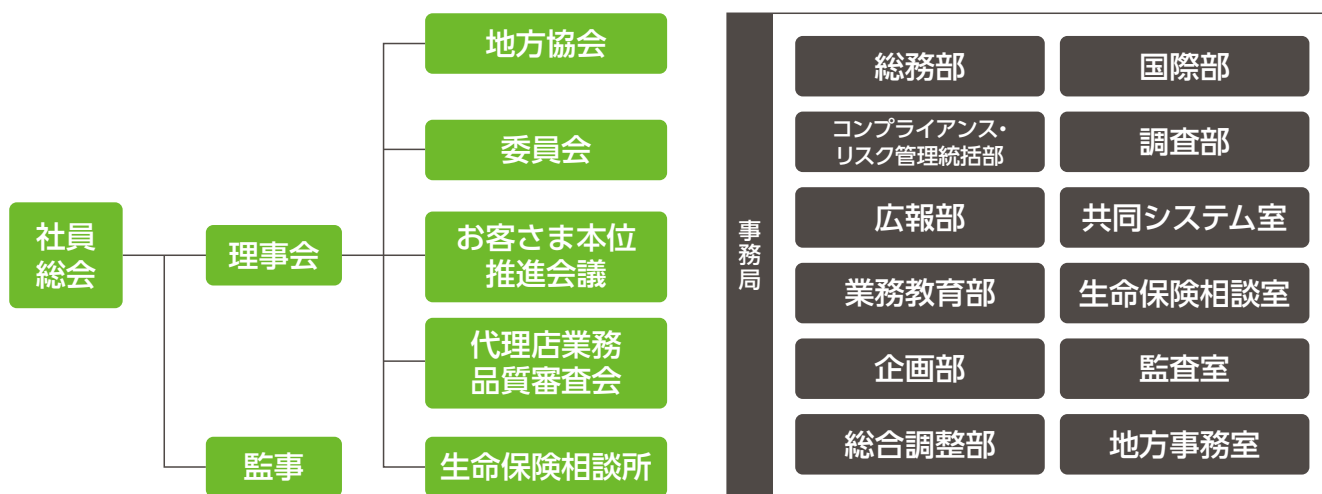 社員
総会
理事会
監事
地方協会
委員会
お客さま本位
推進会議
代理店業務
品質審査会
生命保険相談所
事務局
総務部
国際部
コンプライアンス・
リスク管理統括部
調査部
広報部
共同システム室
業務教育部
生命保険相談室
企画部
監査室
総合調整部
地方事務室